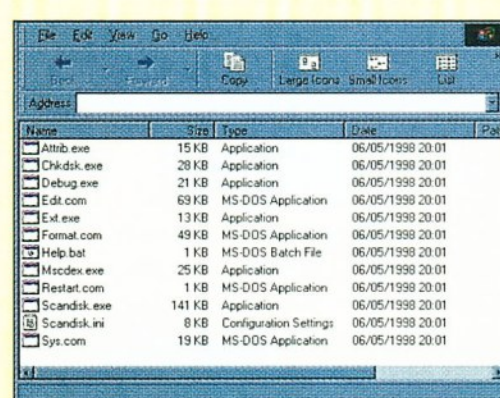 File Edit View Go Help
Back Forward Copy Large Icons Small Icons List
Address
Name Size Type Date
Attrib.exe 15 KB Application 06/05/1998 20:01
Chkdsk.exe 28 KB Application 06/05/1998 20:01
Debug.exe 21 KB Application 06/05/1998 20:01
Edit.com 69 KB MS-DOS Application 06/05/1998 20:01
Ext.exe 13 KB Application 06/05/1998 20:01
Format.com 49 KB MS-DOS Application 06/05/1998 20:01
Help.bat 1 KB MS-DOS Batch File 06/05/1998 20:01
Mscdex.exe 25 KB Application 06/05/1998 20:01
Restart.com 1 KB MS-DOS Application 06/05/1998 20:01
Scandisk.exe 141 KB Application 06/05/1998 20:01
Scandisk.ini 8 KB Configuration Settings 06/05/1998 20:01
Sys.com 19 KB MS-DOS Application 06/05/1998 20:01